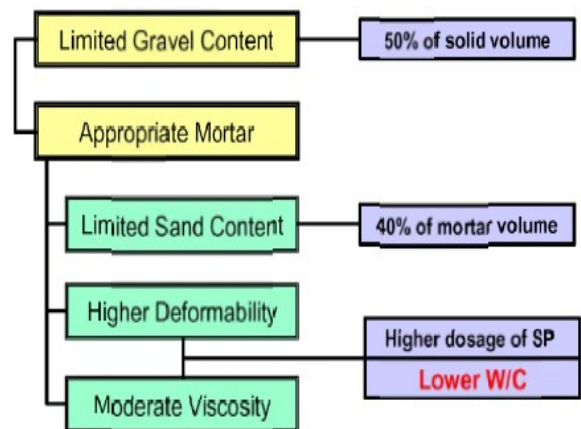 Limited Gravel Content
50% of solid volume
Appropriate Mortar
Limited Sand Content
40% of mortar volume
Higher Deformability
Higher dosage of SP
Lower W/C
Moderate Viscosity